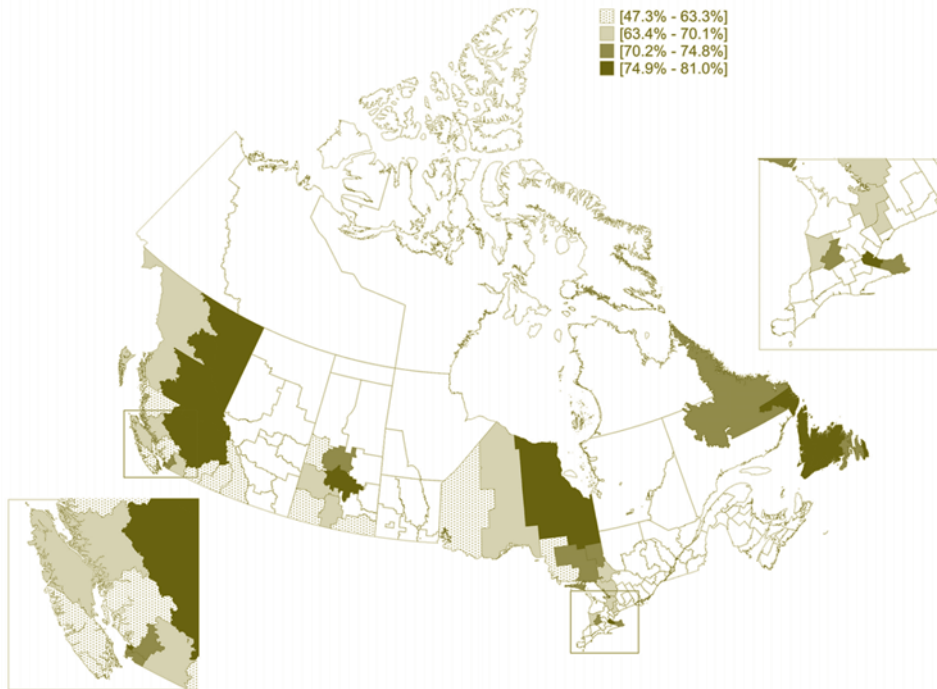 [47.3% - 63.3%]
[63.4% - 70.1%]
[70.2% - 74.8%]
[74.9% - 81.0%]